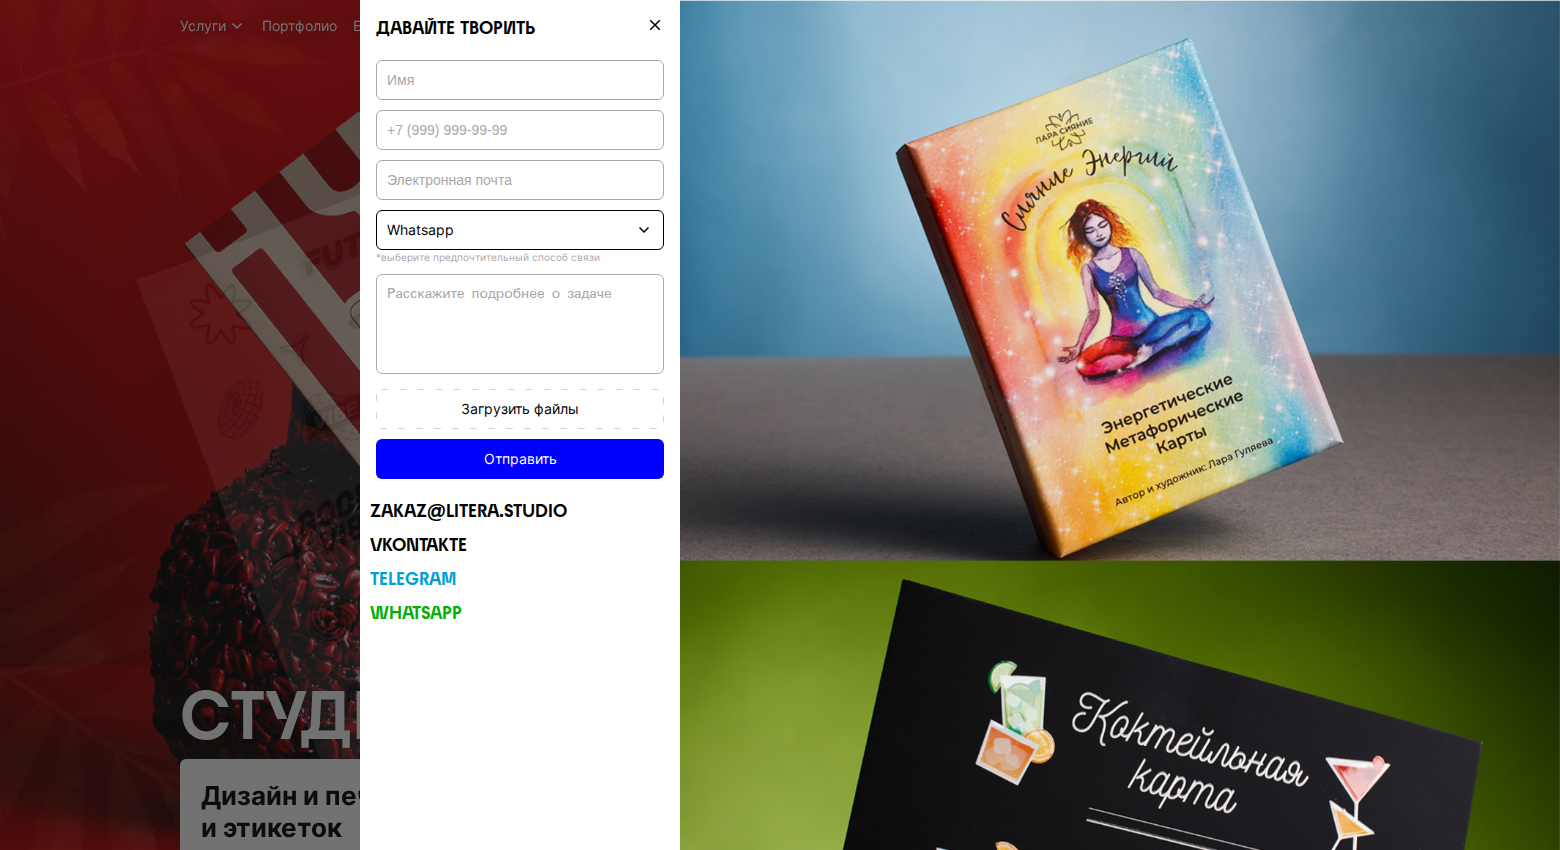 Услуги
Портфолио
ДАВАЙТЕ ТВОРИТЬ
Имя
+7 (999) 999-99-99
Электронная почта
Whatsapp
*выберите предпочтительный способ связи
Расскажите подробнее о задаче
Загрузить файлы
Отправить
ZAKAZ@LITERA.STUDIO
VKONTAKTE
TELEGRAM
WHATSAPP
Дизайн и
и этикеток
ЛАРА СИЯНИЕ
Сияние Энергий
Энергетические
Метафорические
Карты
Автор и художник: Лара Гуляева
Коктейльная
карта